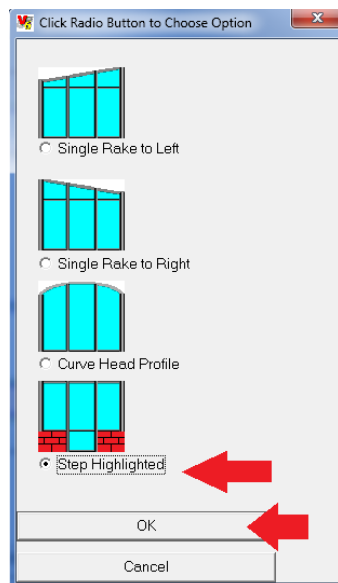 Click Radio Button to Choose Option
Single Rake to Left
Single Rake to Right
Curve Head Profile
Step Highlighted
OK
Cancel